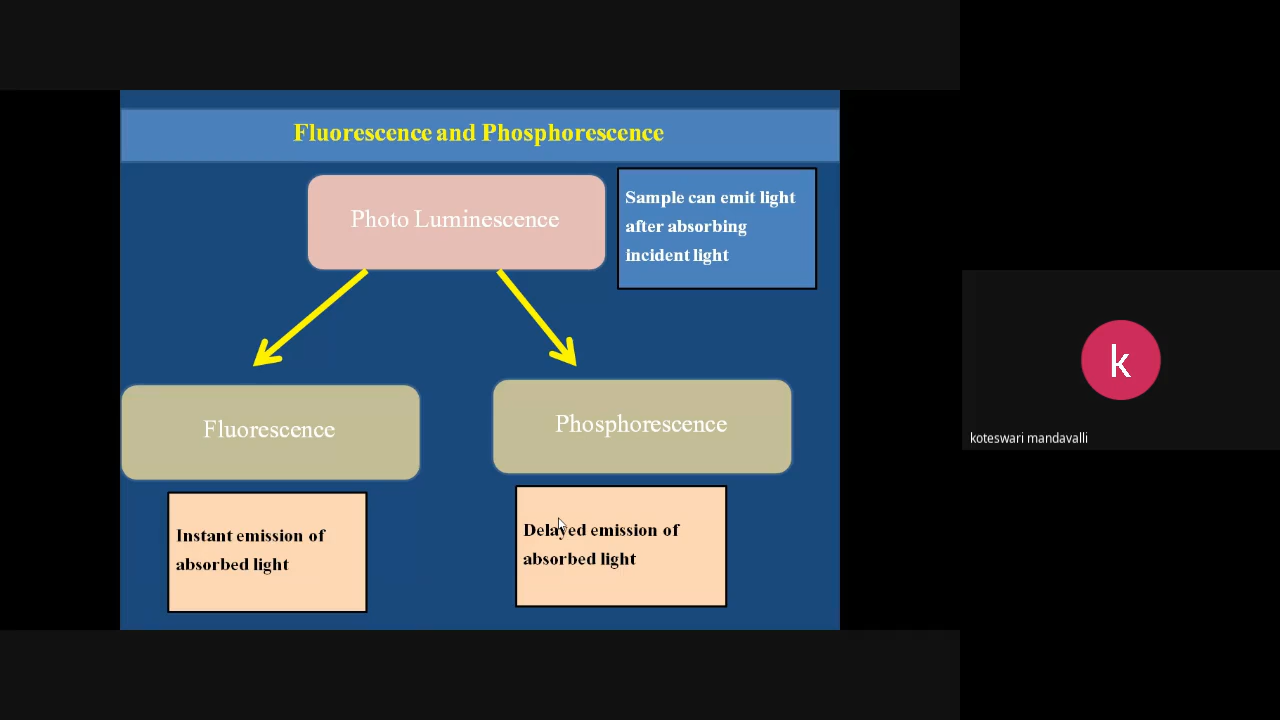 Fluorescence and Phosphorescence
Photo Luminescence
Sample can emit light
after absorbing
incident light
Fluorescence
Phosphorescence
Instant emission of
absorbed light
Delayed emission of
absorbed light
k
koteswari mandavalli